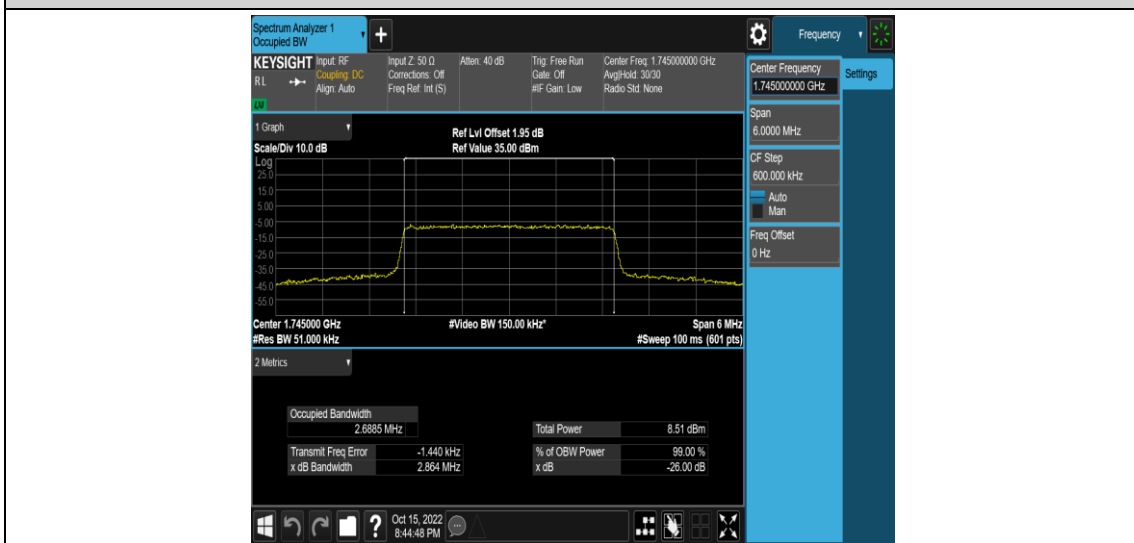 Spectrum Analyzer 1
Occupied BW
+
Frequency
KEYSIGHT
RL
LXI
Input: RF
Coupling: DC
Align: Auto
Input Z: 50 Ω
Corrections: Off
Freq Ref: Int (S)
Atten: 40 dB
Trig: Free Run
Gate: Off
#IF Gain: Low
Center Freq: 1.745000000 GHz
Avg|Hold: 30/30
Radio Std: None
Center Frequency
1.745000000 GHz
Settings
Span
6.0000 MHz
CF Step
600.000 kHz
Auto
Man
Freq Offset
0 Hz
1 Graph
Scale/Div 10.0 dB
Ref Lvl Offset 1.95 dB
Ref Value 35.00 dBm
Log
25.0
15.0
5.00
-5.00
-15.0
-25.0
-35.0
-45.0
-55.0
Center 1.745000 GHz
#Video BW 150.00 kHz*
Span 6 MHz
#Res BW 51.000 kHz
#Sweep 100 ms (601 pts)
2 Metrics
Occupied Bandwidth
2.6885 MHz
Total Power 8.51 dBm
Transmit Freq Error -1.440 kHz
% of OBW Power 99.00 %
x dB Bandwidth 2.864 MHz
x dB -26.00 dB
?
Oct 15, 2022
8:44:48 PM